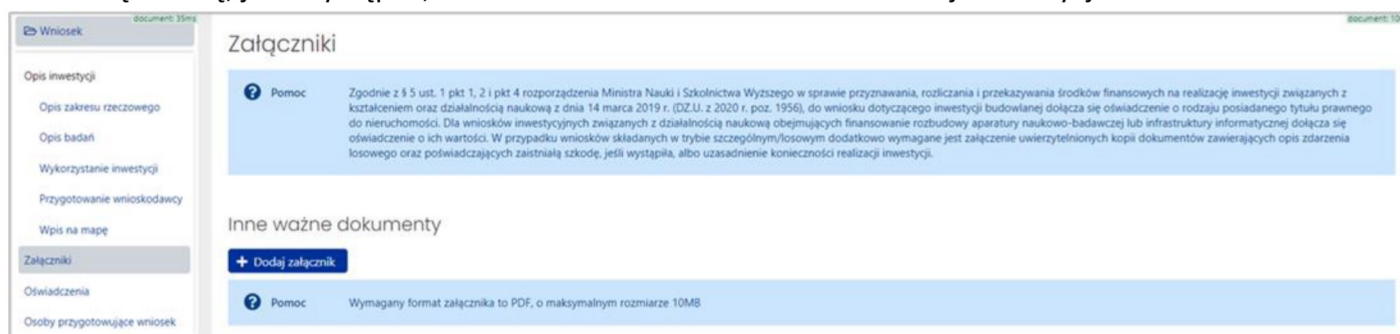 document: 35ms
Wniosek
Opis inwestycji
Opis zakresu rzeczowego
Opis badań
Wykorzystanie inwestycji
Przygotowanie wnioskodawcy
Wpis na mapę
Załączniki
Oświadczenia
Osoby przygotowujące wniosek
Załączniki
Pomoc
Zgodnie z § 5 ust. 1 pkt 1, 2 i pkt 4 rozporządzenia Ministra Nauki i Szkolnictwa Wyższego w sprawie przyznawania, rozliczania i przekazywania środków finansowych na realizację inwestycji związanych z
kształceniem oraz działalnością naukową z dnia 14 marca 2019 r. (DZ.U. z 2020 r. poz. 1956), do wniosku dotyczącego inwestycji budowlanej dołącza się oświadczenie o rodzaju posiadanego tytułu prawnego
do nieruchomości. Dla wniosków inwestycyjnych związanych z działalnością naukową obejmujących finansowanie rozbudowy aparatury naukowo-badawczej lub infrastruktury informatycznej dołącza się
oświadczenie o ich wartości. W przypadku wniosków składanych w trybie szczególnym/losowym dodatkowo wymagane jest załączenie uwierzytelnionych kopii dokumentów zawierających opis zdarzenia
losowego oraz poświadczających zaistniałą szkodę, jeśli wystąpiła, albo uzasadnienie konieczności realizacji inwestycji.
Inne ważne dokumenty
+ Dodaj załącznik
Pomoc
Wymagany format załącznika to PDF, o maksymalnym rozmiarze 10MB
document: 10